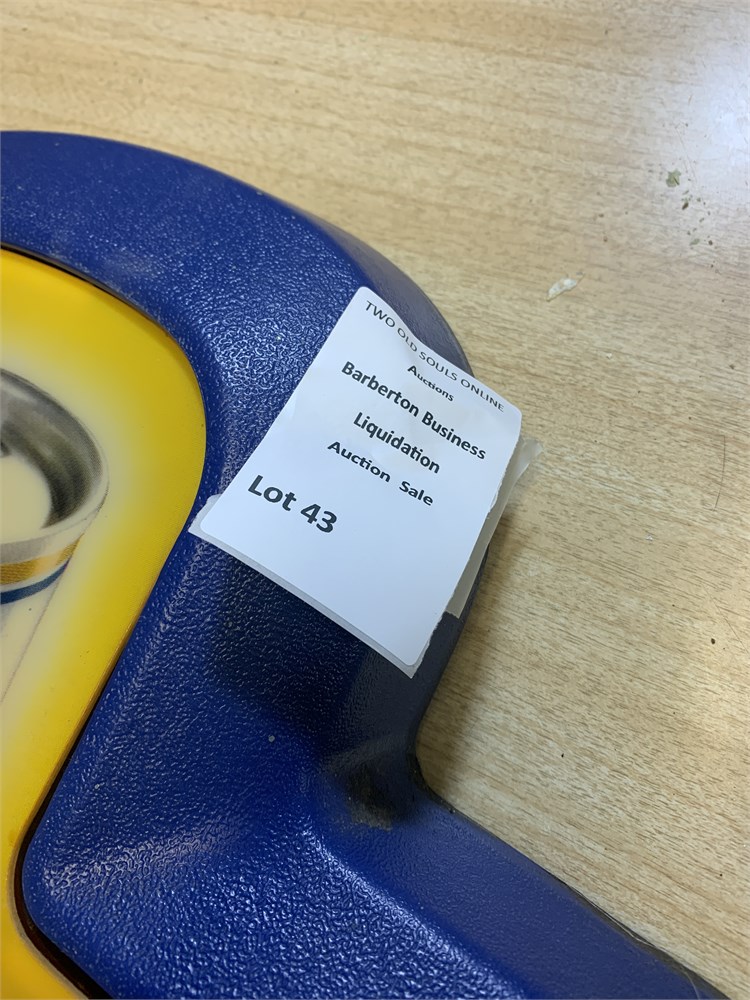 TWO OLD SOULS ONLINE
Auctions
Barberton Business
Liquidation
Auction Sale
Lot 43